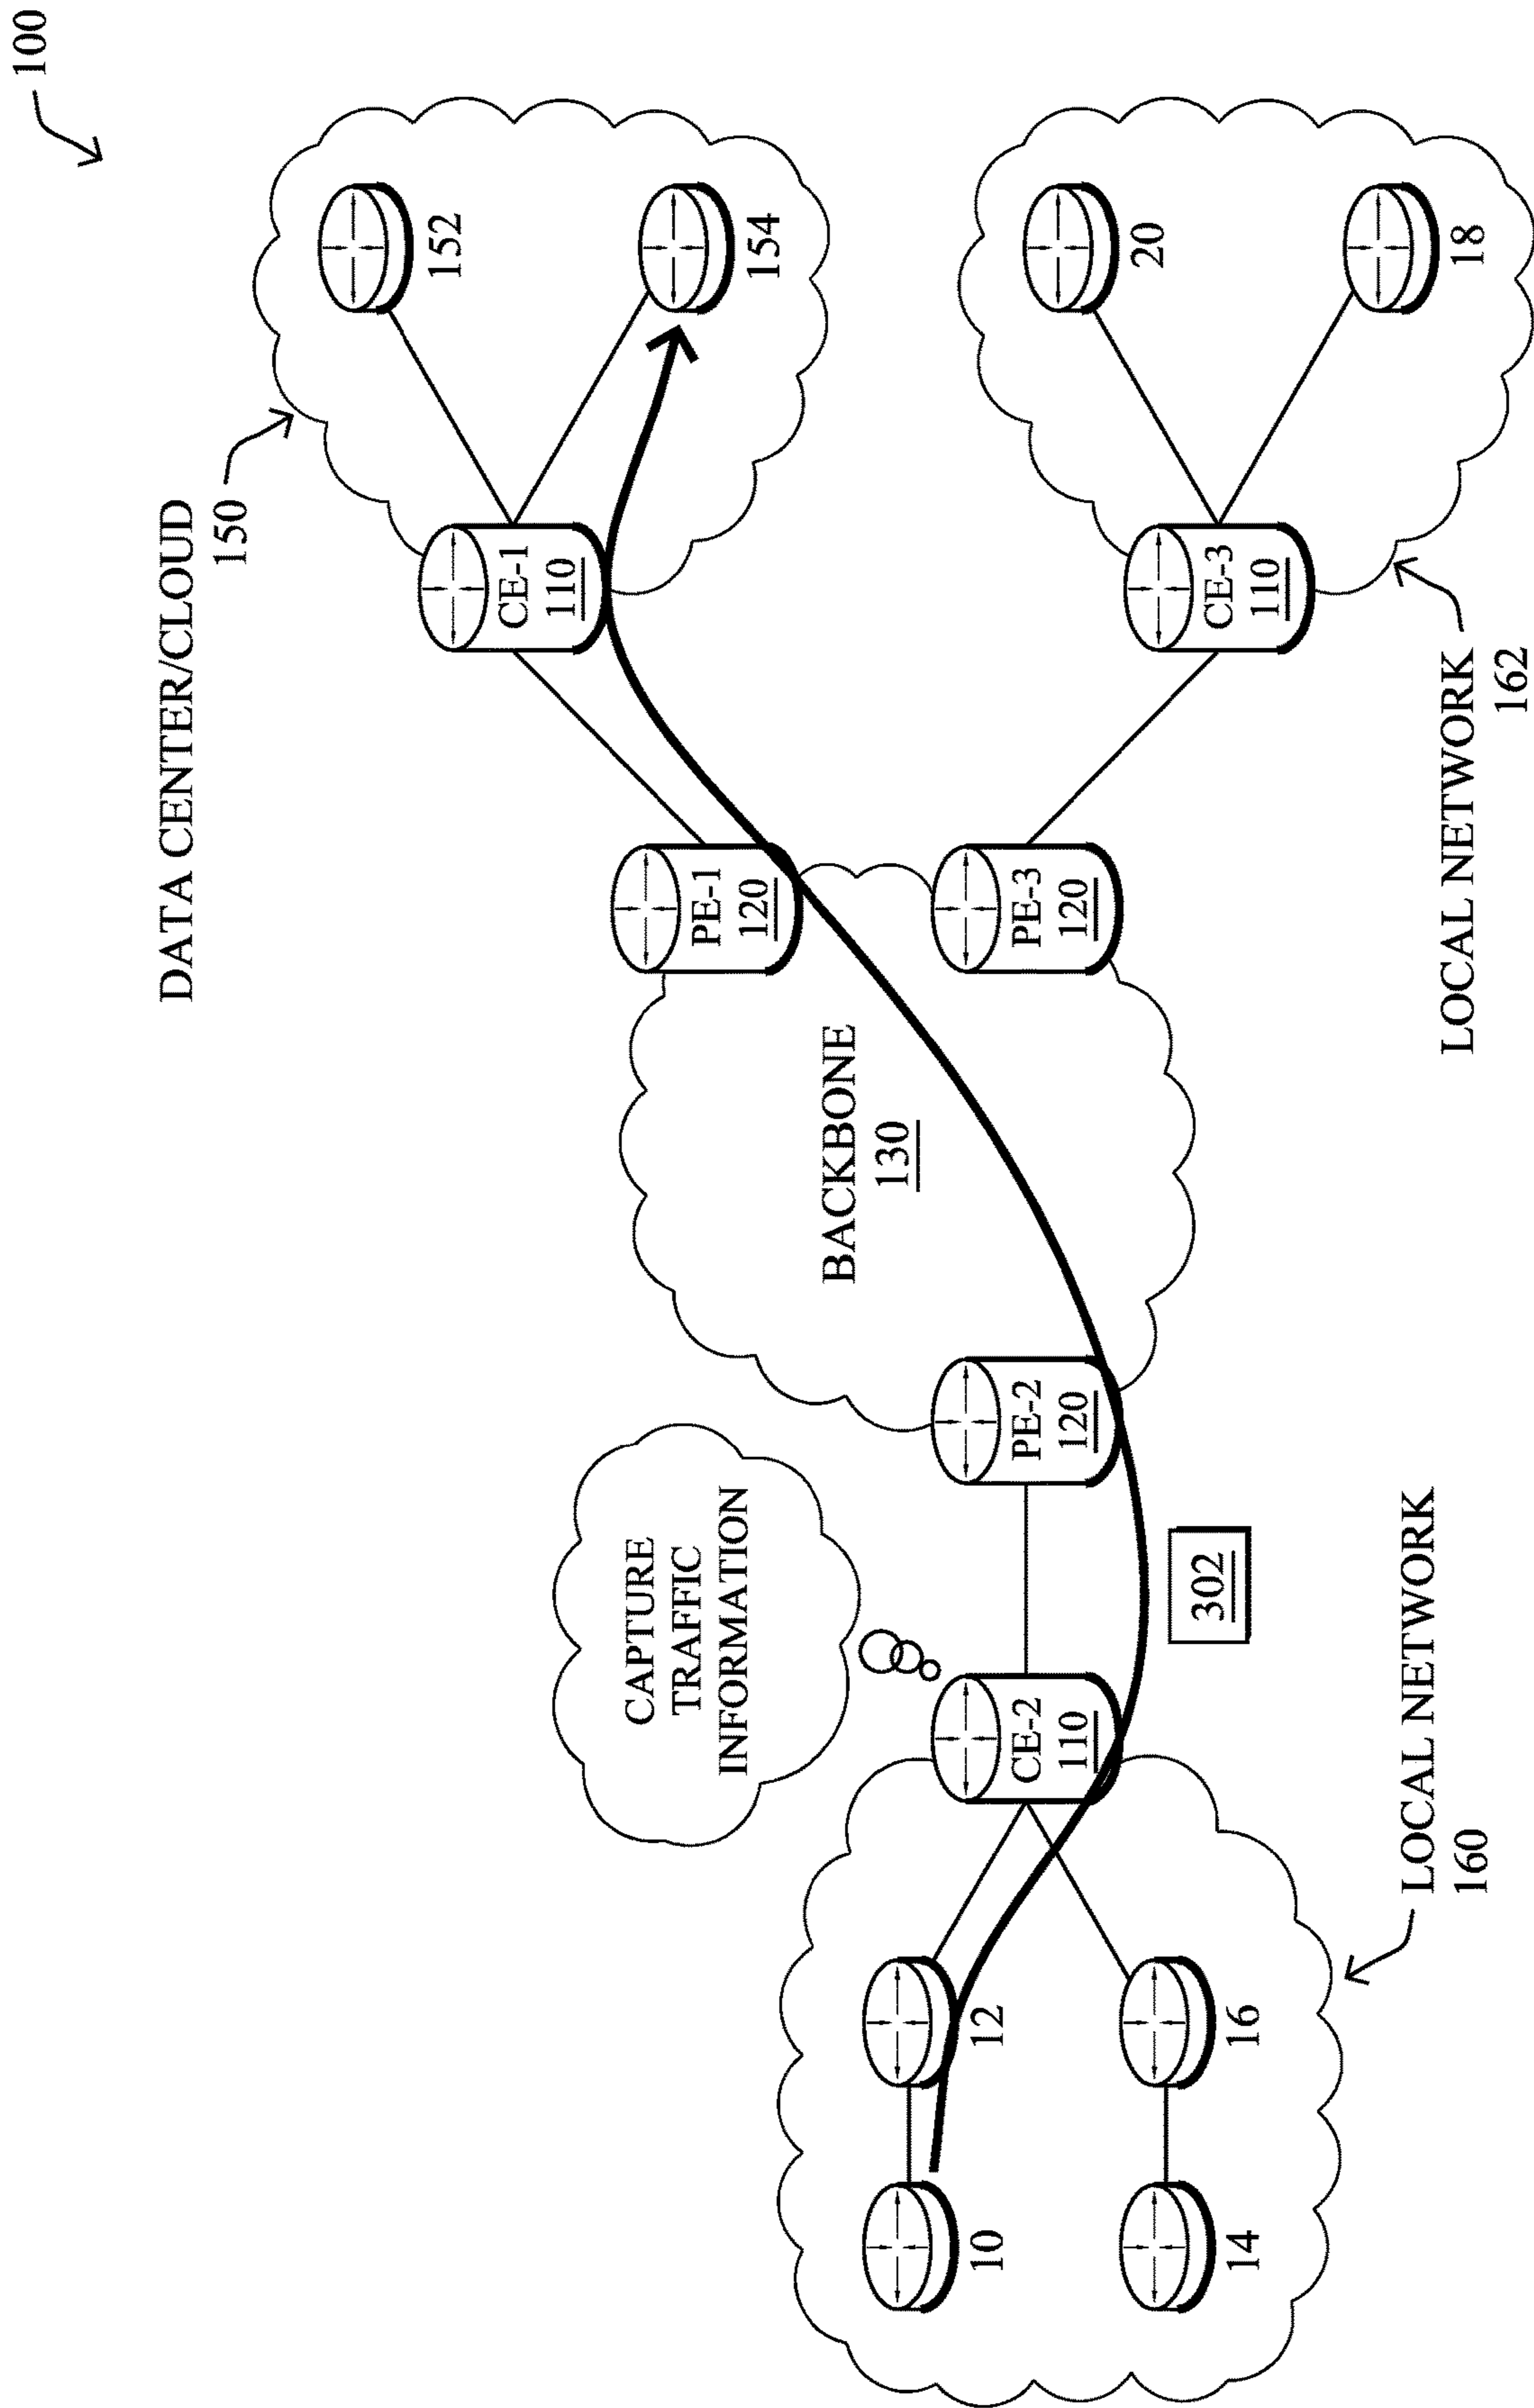 100
DATA CENTER/CLOUD
150
152
154
CE-1
110
PE-1
120
BACKBONE
130
CAPTURE
TRAFFIC
INFORMATION
10
12
14
16
CE-2
110
302
PE-2
120
PE-3
120
CE-3
110
20
18
LOCAL NETWORK
160
LOCAL NETWORK
162